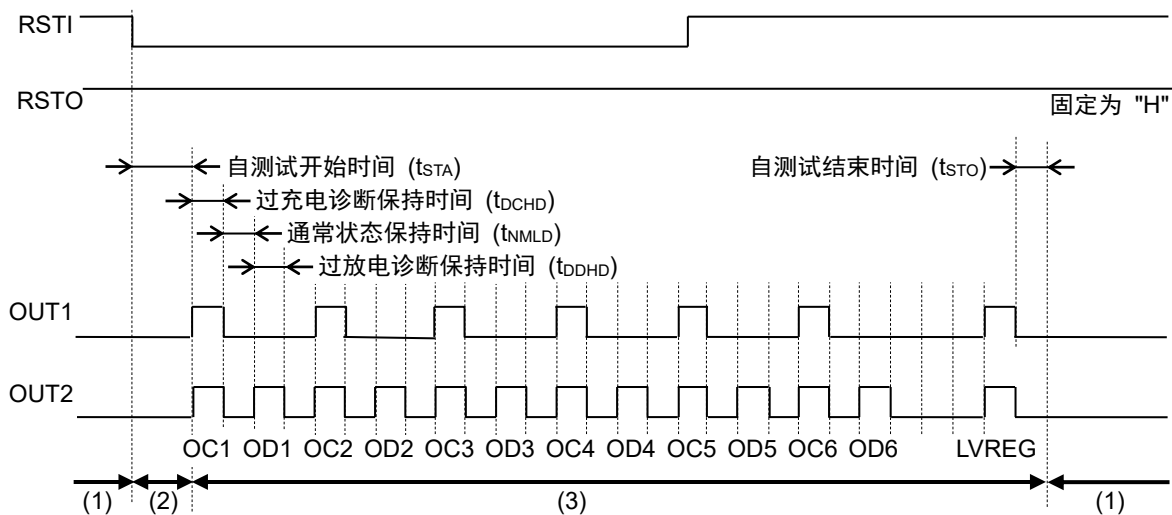 RSTI
RSTO
固定为 "H"
自测试开始时间 (tSTA)
自测试结束时间 (tSTO)
过充电诊断保持时间 (tDCHD)
通常状态保持时间 (tNMLD)
过放电诊断保持时间 (tDDHD)
OUT1
OUT2
OC1 OD1 OC2 OD2 OC3 OD3 OC4 OD4 OC5 OD5 OC6 OD6 LVREG
(1) (2) (3) (1)